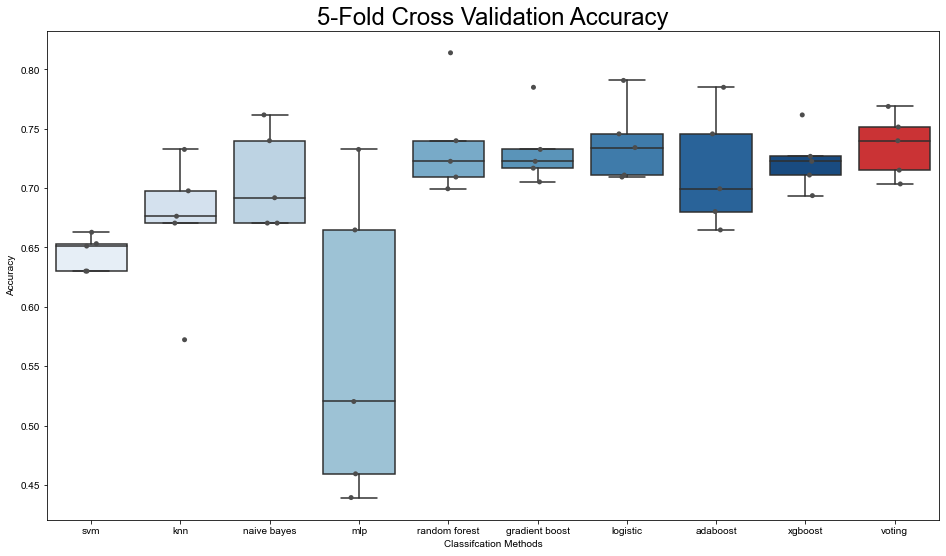 5-Fold Cross Validation Accuracy
Accuracy
0.80
0.75
0.70
0.65
0.60
0.55
0.50
0.45
svm knn naive bayes mlp random forest gradient boost logistic adaboost xgboost voting
Classifcation Methods